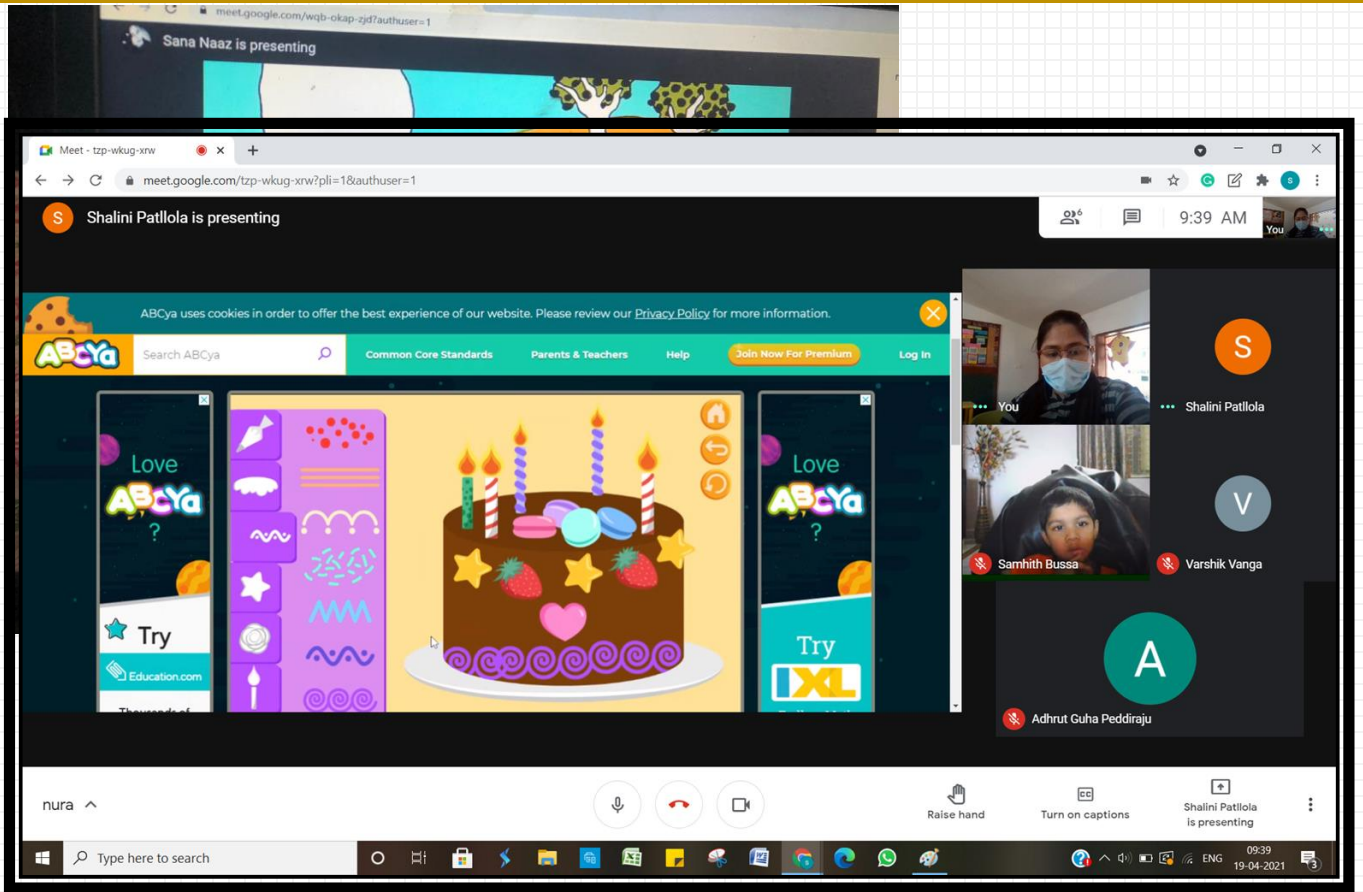 meet.google.com/wqb-okap-zjd?authuser=1
Sana Naaz is presenting
Meet - tzp-wkug-xrw
meet.google.com/tzp-wkug-xrw?pli=1&authuser=1
S Shalini Patllola is presenting
6 9:39 AM You
ABCya uses cookies in order to offer the best experience of our website. Please review our Privacy Policy for more information.
ABCYa Search ABCya Common Core Standards Parents & Teachers Help Join Now For Premium Log In
Love
ABCYa
?
Try
Education.com
Love
ABCYa
?
Try
IXL
You
S
Shalini Patllola
Samhith Bussa
V
Varshik Vanga
A
Adhrut Guha Peddiraju
nura
Raise hand
CC
Turn on captions
Shalini Patllola
is presenting
Type here to search
ENG
09:39
19-04-2021
3